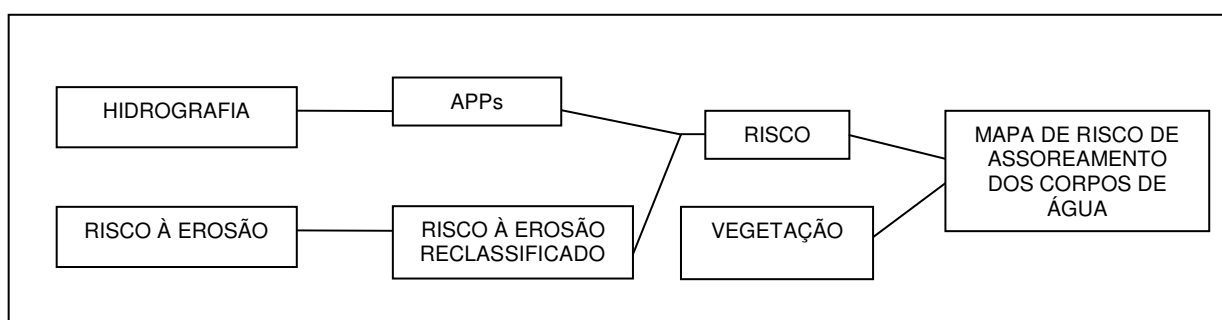 HIDROGRAFIA
APPs
RISCO
MAPA DE RISCO DE
ASSOREAMENTO
DOS CORPOS DE
ÁGUA
RISCO À EROSÃO
RISCO À EROSÃO
RECLASSIFICADO
VEGETAÇÃO